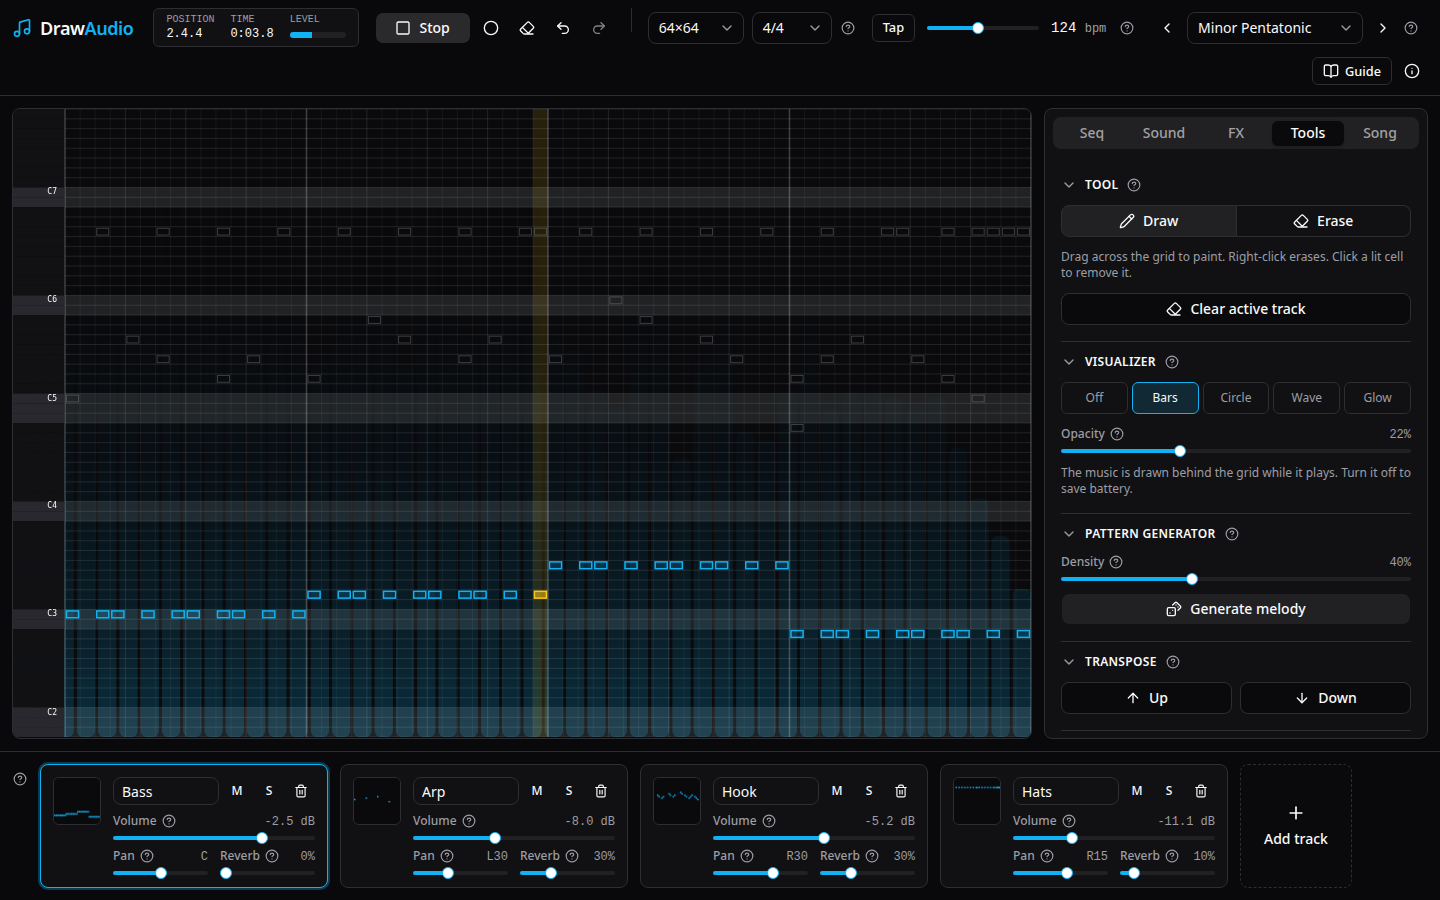 DrawAudio
POSITION TIME LEVEL
2.4.4 0:03.8
Stop
64×64
4/4
Tap
124 bpm
Minor Pentatonic
Guide
C7
C6
C5
C4
C3
C2
Seq Sound FX Tools Song
TOOL
Draw Erase
Drag across the grid to paint. Right-click erases. Click a lit cell
to remove it.
Clear active track
VISUALIZER
Off Bars Circle Wave Glow
Opacity 22%
The music is drawn behind the grid while it plays. Turn it off to
save battery.
PATTERN GENERATOR
Density 40%
Generate melody
TRANSPOSE
Up Down
Bass M S
Volume -2.5 dB
Pan C Reverb 0%
Arp M S
Volume -8.0 dB
Pan L30 Reverb 30%
Hook M S
Volume -5.2 dB
Pan R30 Reverb 30%
Hats M S
Volume -11.1 dB
Pan R15 Reverb 10%
Add track